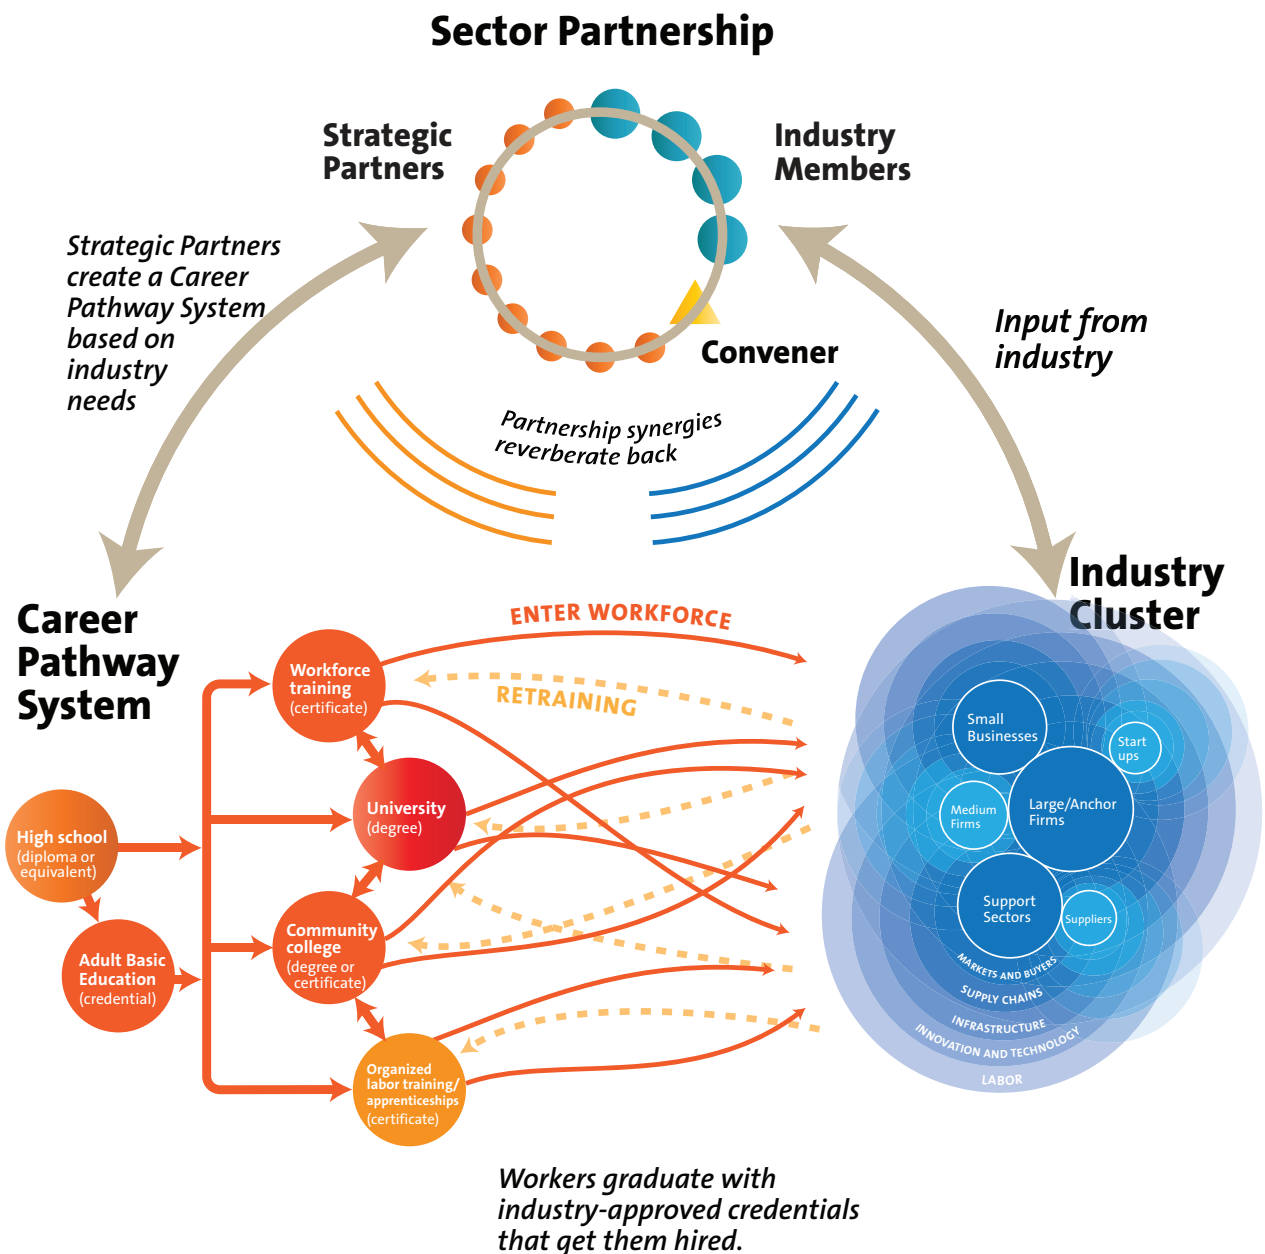 Sector Partnership
Strategic
Partners
Industry
Members
Strategic Partners
create a Career
Pathway System
based on
industry
needs
Input from
industry
Convener
Partnership synergies
reverberate back
Career
Pathway
System
Industry
Cluster
ENTER WORKFORCE
RETRAINING
Workforce
training
(certificate)
University
(degree)
High school
(diploma or
equivalent)
Community
college
(degree or
certificate)
Adult Basic
Education
(credential)
Organized
labor training/
apprenticeships
(certificate)
Small
Businesses
Start
ups
Medium
Firms
Large/Anchor
Firms
Support
Sectors
Suppliers
MARKETS AND BUYERS
SUPPLY CHAINS
INFRASTRUCTURE
INNOVATION AND TECHNOLOGY
LABOR
Workers graduate with
industry-approved credentials
that get them hired.